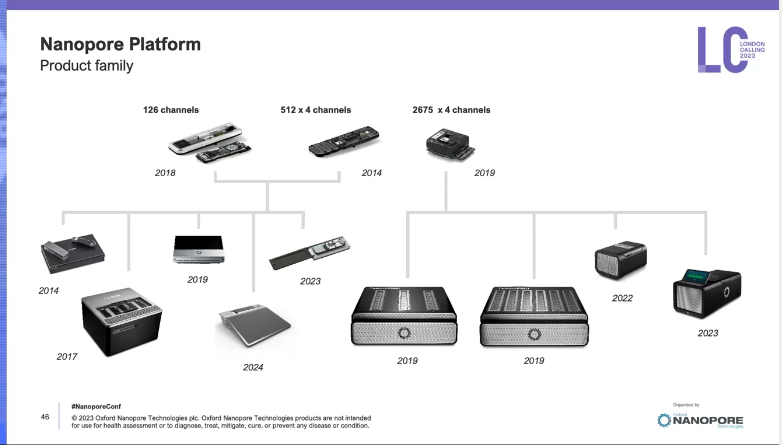 Nanopore Platform
Product family
LC
LONDON
CALLING
2023
126 channels
512 x 4 channels
2675 x 4 channels
2018
2014
2019
2014
2019
2023
2022
2017
2024
2019
2019
2023
46
#NanoporeConf
© 2023 Oxford Nanopore Technologies plc. Oxford Nanopore Technologies products are not intended
for use for health assessment or to diagnose, treat, mitigate, cure, or prevent any disease or condition.
Organised by
Oxford
NANOPORE
Technologies